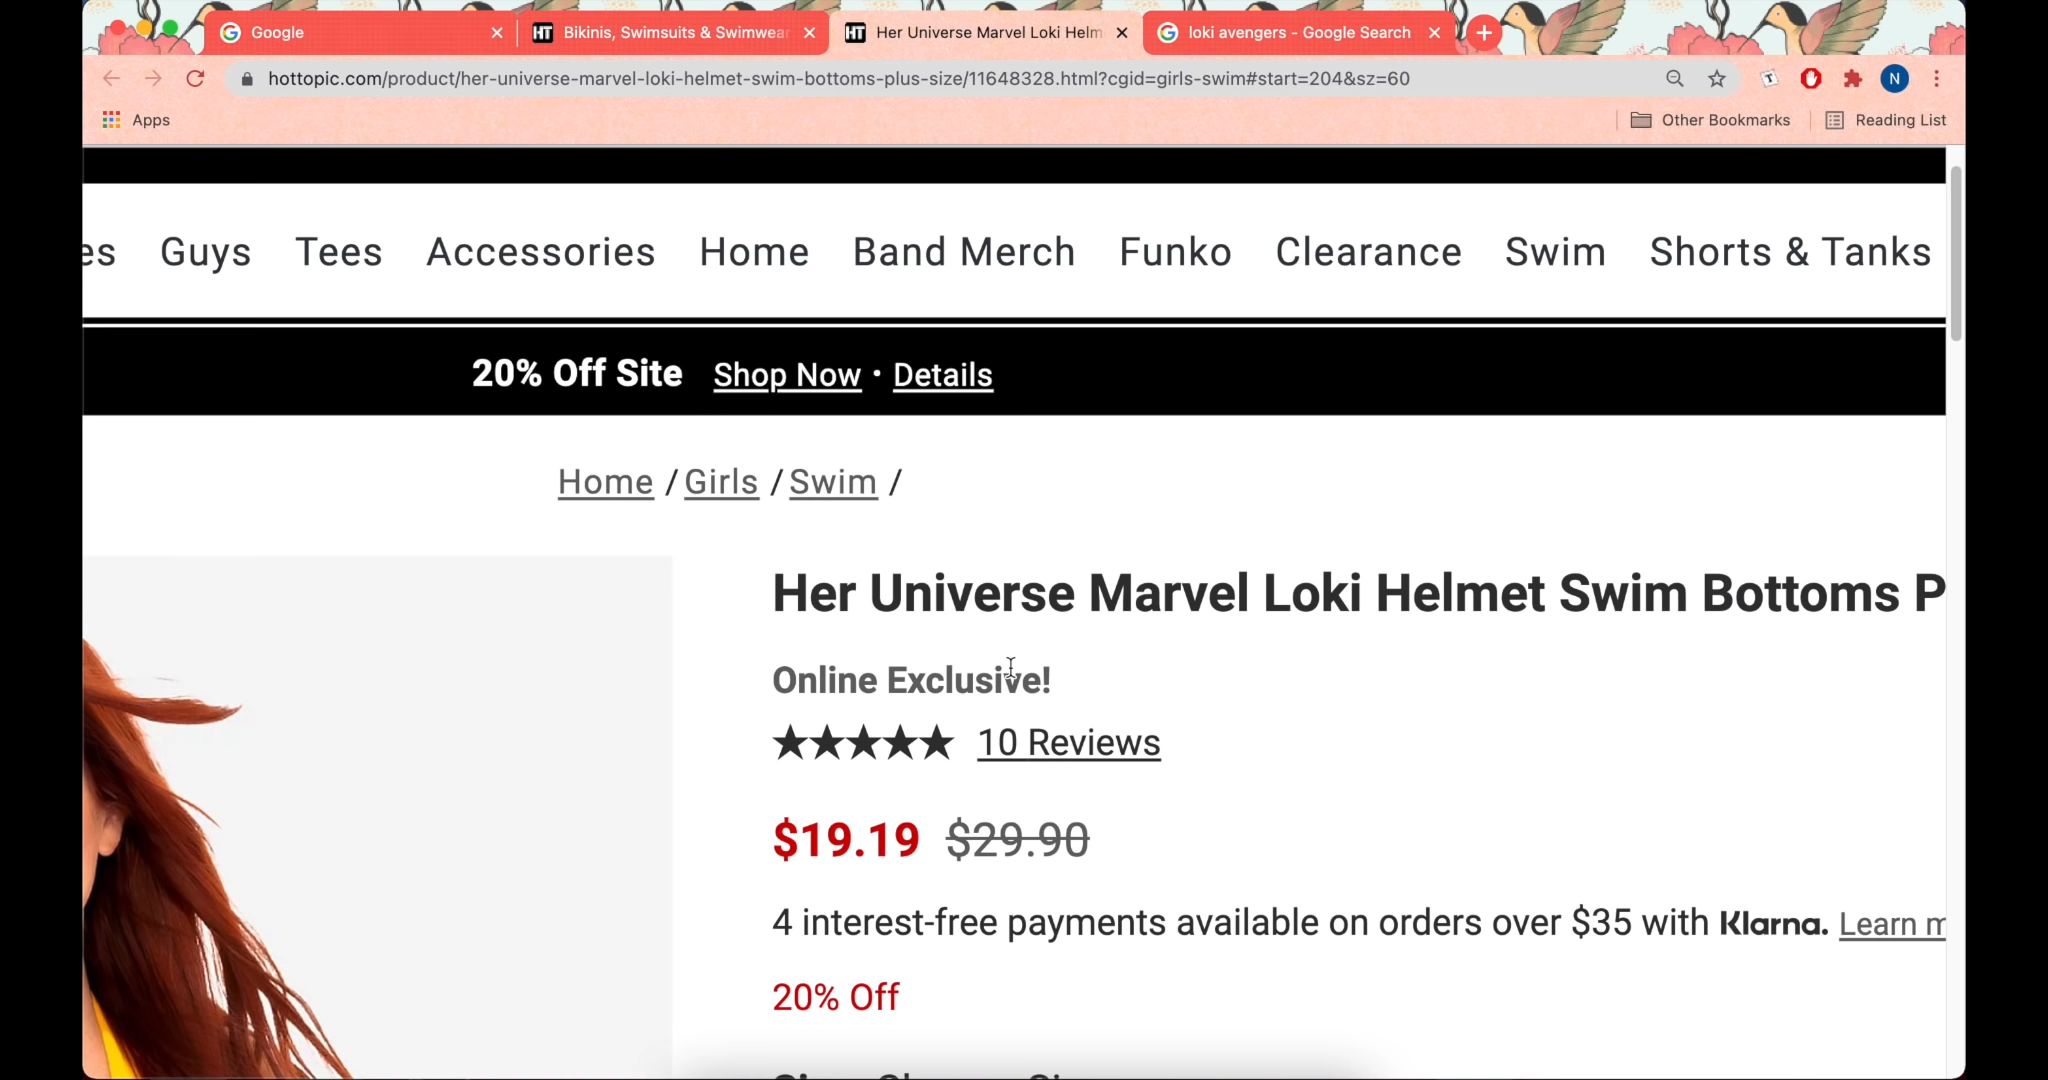 Google
HT Bikinis, Swimsuits & Swimwear
HT Her Universe Marvel Loki Helm
loki avengers - Google Search
hottopic.com/product/her-universe-marvel-loki-helmet-swim-bottoms-plus-size/11648328.html?cgid=girls-swim#start=204&sz=60
N
Apps
Other Bookmarks
Reading List
es Guys Tees Accessories Home Band Merch Funko Clearance Swim Shorts & Tanks
20% Off Site Shop Now • Details
Home / Girls / Swim /
Her Universe Marvel Loki Helmet Swim Bottoms P
Online Exclusive!
★★★★★ 10 Reviews
$19.19 $29.90
4 interest-free payments available on orders over $35 with Klarna. Learn m
20% Off